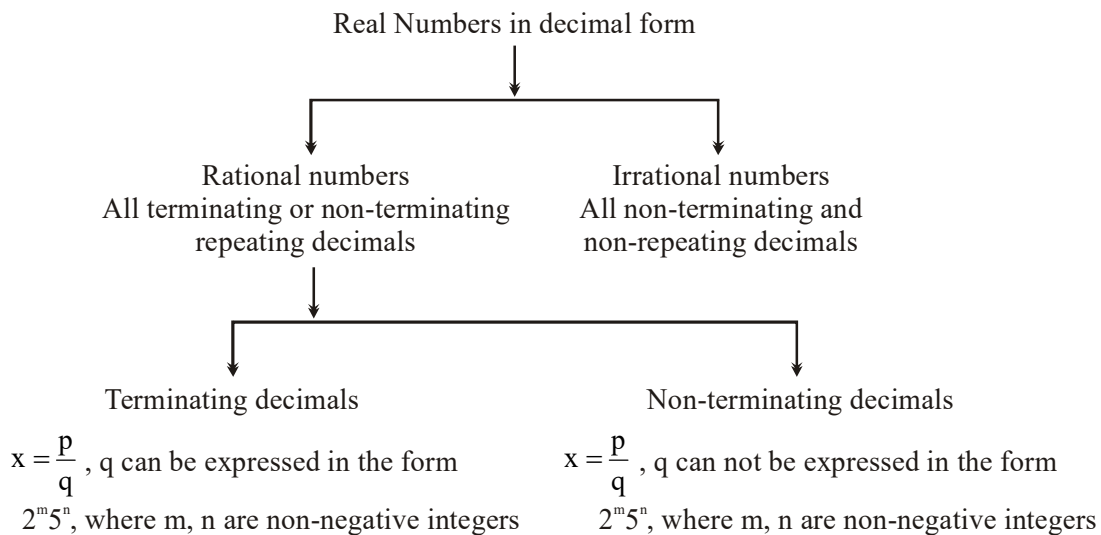 Real Numbers in decimal form
Rational numbers
All terminating or non-terminating
repeating decimals
Irrational numbers
All non-terminating and
non-repeating decimals
Terminating decimals
x = p/q , q can be expressed in the form
2^m5^n, where m, n are non-negative integers
Non-terminating decimals
x = p/q , q can not be expressed in the form
2^m5^n, where m, n are non-negative integers